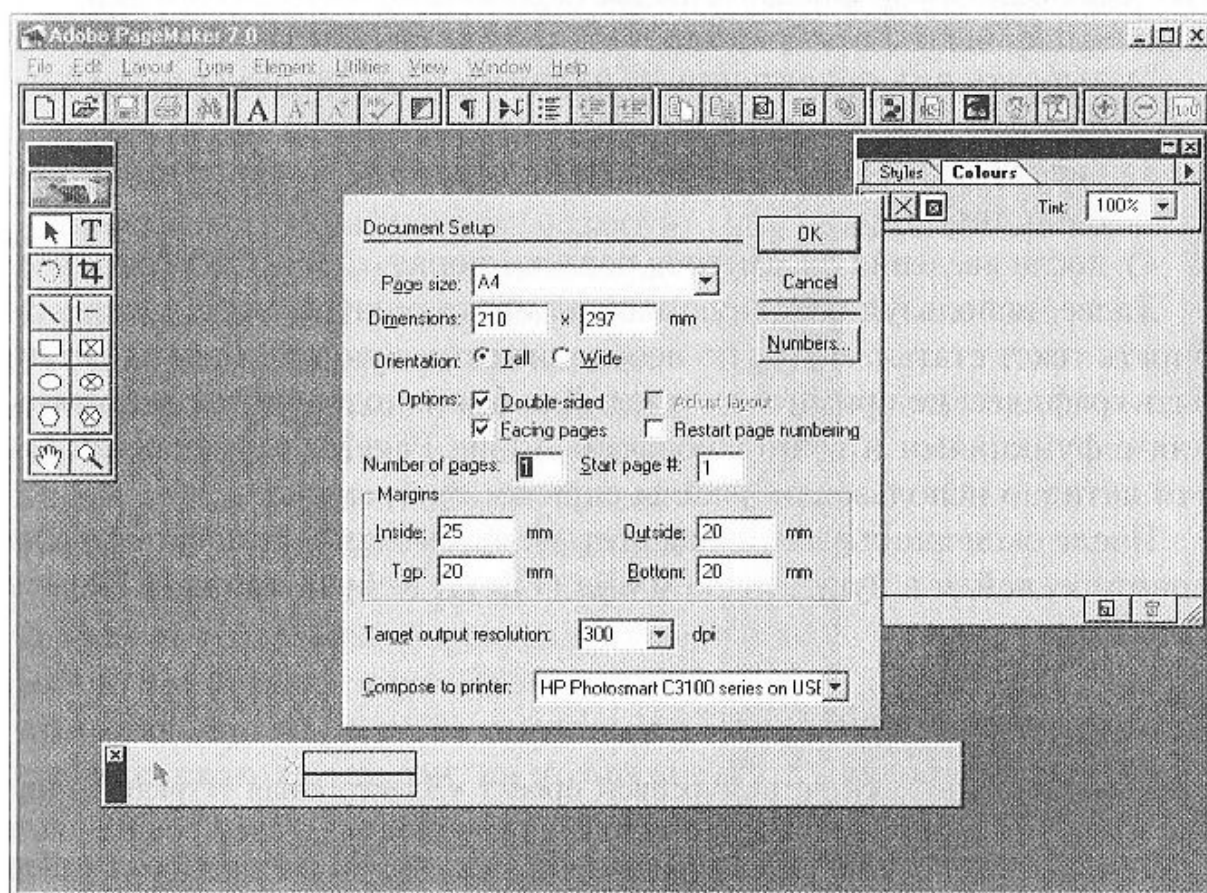 Adobe PageMaker 7.0
File Edit Layout Type Element Utilities View Window Help
Styles Colours
Tint: 100%
Document Setup
OK
Page size: A4
Cancel
Dimensions: 210 x 297 mm
Numbers...
Orientation: Tall Wide
Options: Double-sided Adjust layout
Facing pages Restart page numbering
Number of pages: 1 Start page #: 1
Margins
Inside: 25 mm Outside: 20 mm
Top: 20 mm Bottom: 20 mm
Target output resolution: 300 dpi
Compose to printer: HP Photosmart C3100 series on USB